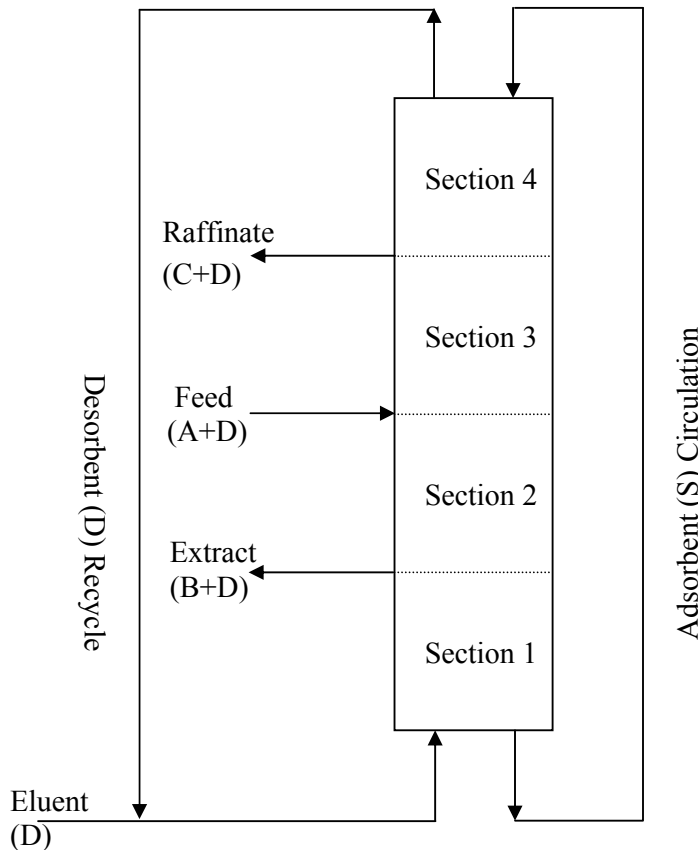 Section 4
Raffinate
(C+D)
Section 3
Feed
(A+D)
Section 2
Extract
(B+D)
Section 1
Eluent
(D)
Desorbent (D) Recycle
Adsorbent (S) Circulation